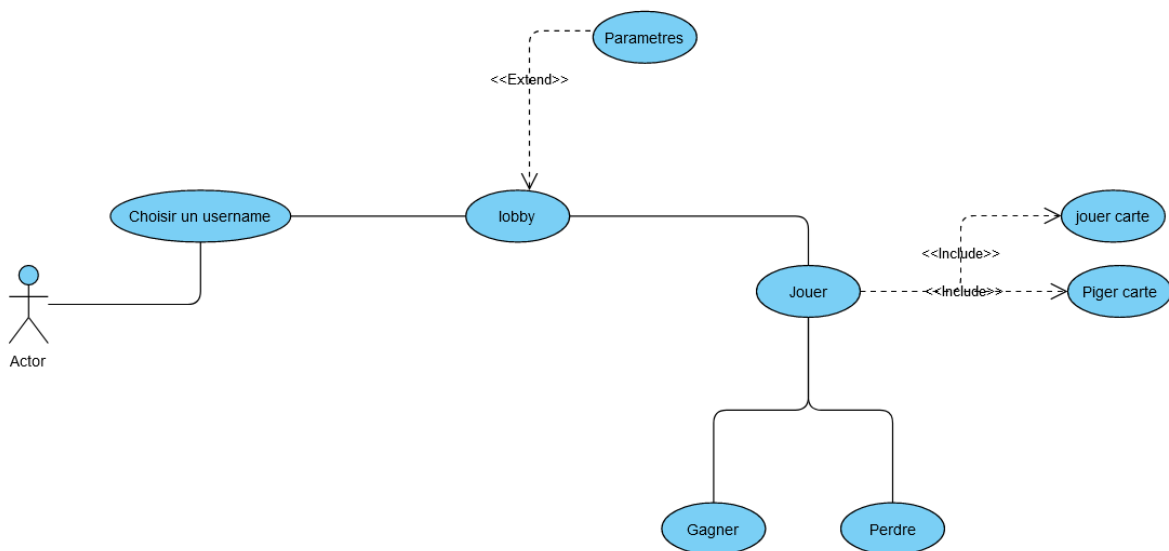 Parametres
<<Extend>>
Choisir un username
lobby
jouer carte
<<Include>>
Jouer
<<Include>>
Piger carte
Actor
Gagner
Perdre